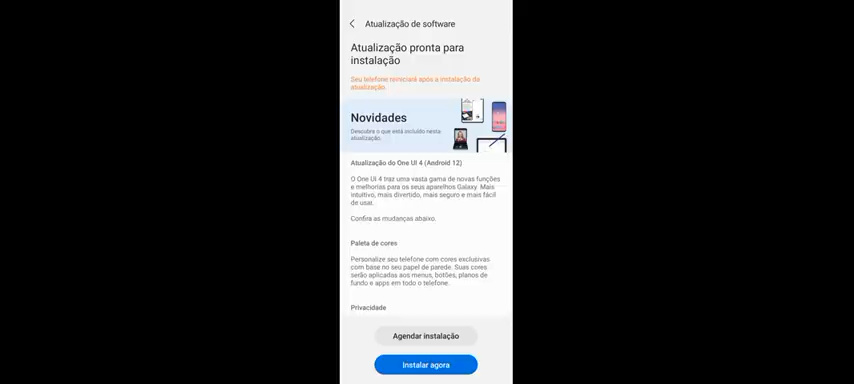 Atualização de software
Atualização pronta para
instalação
Seu telefone reiniciará após a instalação da
atualização.
Novidades
Descubra o que está incluído nesta
atualização.
Atualização do One UI 4 (Android 12)
O One UI 4 traz uma vasta gama de novas funções
e melhorias para os seus aparelhos Galaxy. Mais
intuitivo, mais divertido, mais seguro e mais fácil
de usar.
Confira as mudanças abaixo.
Paleta de cores
Personalize seu telefone com cores exclusivas
com base no seu papel de parede. Suas cores
serão aplicadas aos menus, botões, planos de
fundo e apps em todo o telefone.
Privacidade
Agendar instalação
Instalar agora